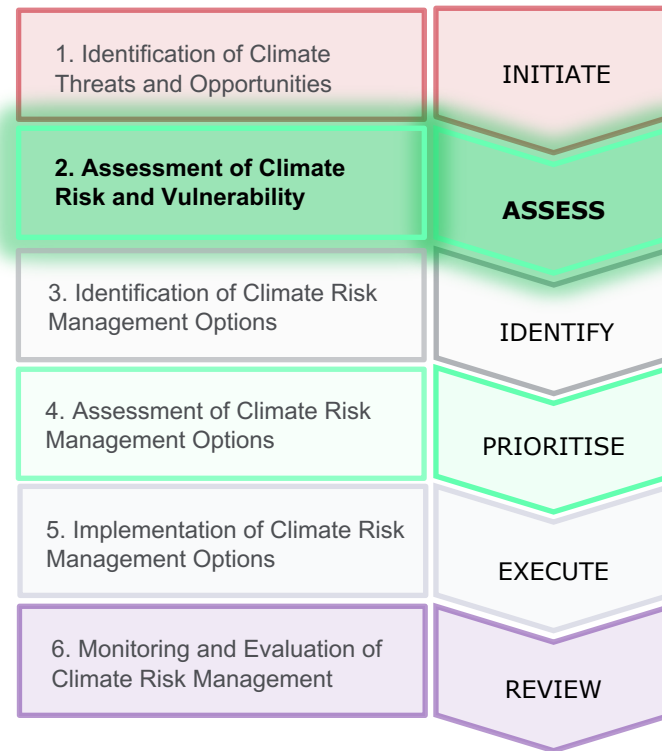 1. Identification of Climate
Threats and Opportunities
INITIATE
2. Assessment of Climate
Risk and Vulnerability
ASSESS
3. Identification of Climate Risk
Management Options
IDENTIFY
4. Assessment of Climate Risk
Management Options
PRIORITISE
5. Implementation of Climate Risk
Management Options
EXECUTE
6. Monitoring and Evaluation of
Climate Risk Management
REVIEW